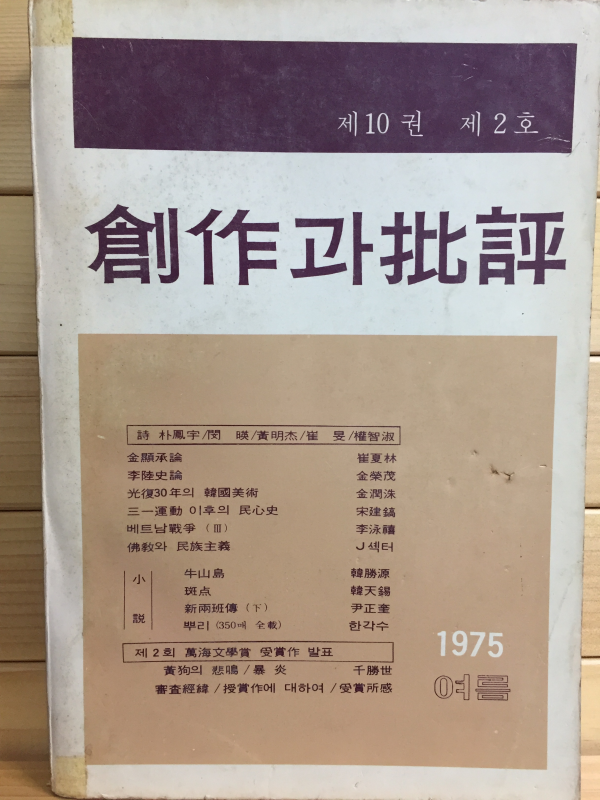 제10권 제2호
創作과批評
詩 朴鳳宇/閔 暎/黃明杰/崔 旻/權智淑
金顯承論 崔夏林
李陸史論 金榮茂
光復30年의 韓國美術 金潤洙
三一運動 이후의 民心史 宋建鎬
베트남戰爭 (Ⅲ) 李泳禧
佛敎와 民族主義 J섹터
小說
牛山島 韓勝源
斑点 韓天錫
新兩班傳 (下) 尹正奎
뿌리 (350매 全載) 한각수
제2회 萬海文學賞 受賞作 발표
黃狗의 悲鳴/暴 炎 千勝世
審査經緯/授賞作에 대하여/受賞所感
1975
여름